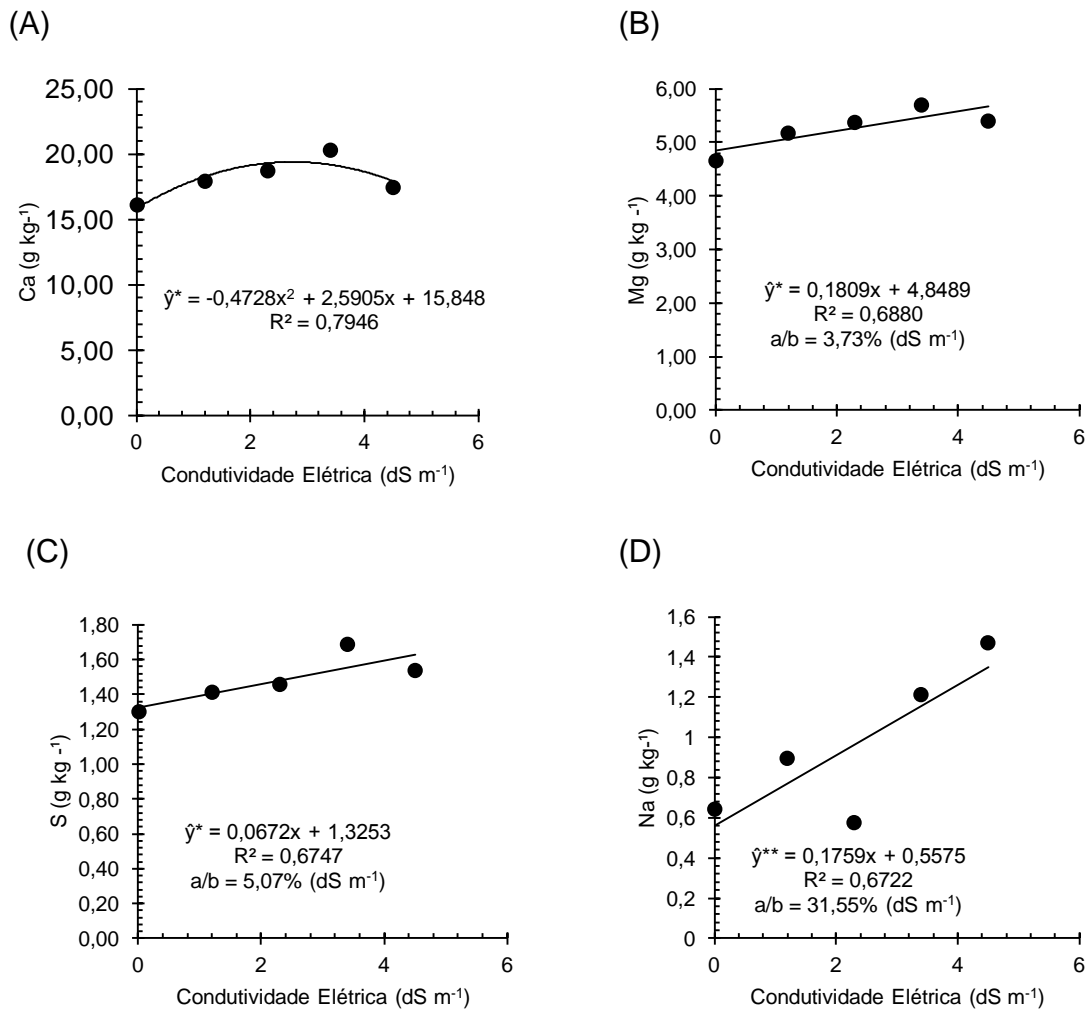 (A)
25,00
20,00
15,00
10,00
5,00
0,00
Ca (g kg⁻¹)
ŷ* = -0,4728x² + 2,5905x + 15,848
R² = 0,7946
0 2 4 6
Condutividade Elétrica (dS m⁻¹)
(B)
6,00
5,00
4,00
3,00
2,00
1,00
0,00
Mg (g kg⁻¹)
ŷ* = 0,1809x + 4,8489
R² = 0,6880
a/b = 3,73% (dS m⁻¹)
0 2 4 6
Condutividade Elétrica (dS m⁻¹)
(C)
1,80
1,60
1,40
1,20
1,00
0,80
0,60
0,40
0,20
0,00
S (g kg ⁻¹)
ŷ* = 0,0672x + 1,3253
R² = 0,6747
a/b = 5,07% (dS m⁻¹)
0 2 4 6
Condutividade Elétrica (dS m⁻¹)
(D)
1,6
1,4
1,2
1
0,8
0,6
0,4
0,2
0
Na (g kg⁻¹)
ŷ** = 0,1759x + 0,5575
R² = 0,6722
a/b = 31,55% (dS m⁻¹)
0 2 4 6
Condutividade Elétrica (dS m⁻¹)